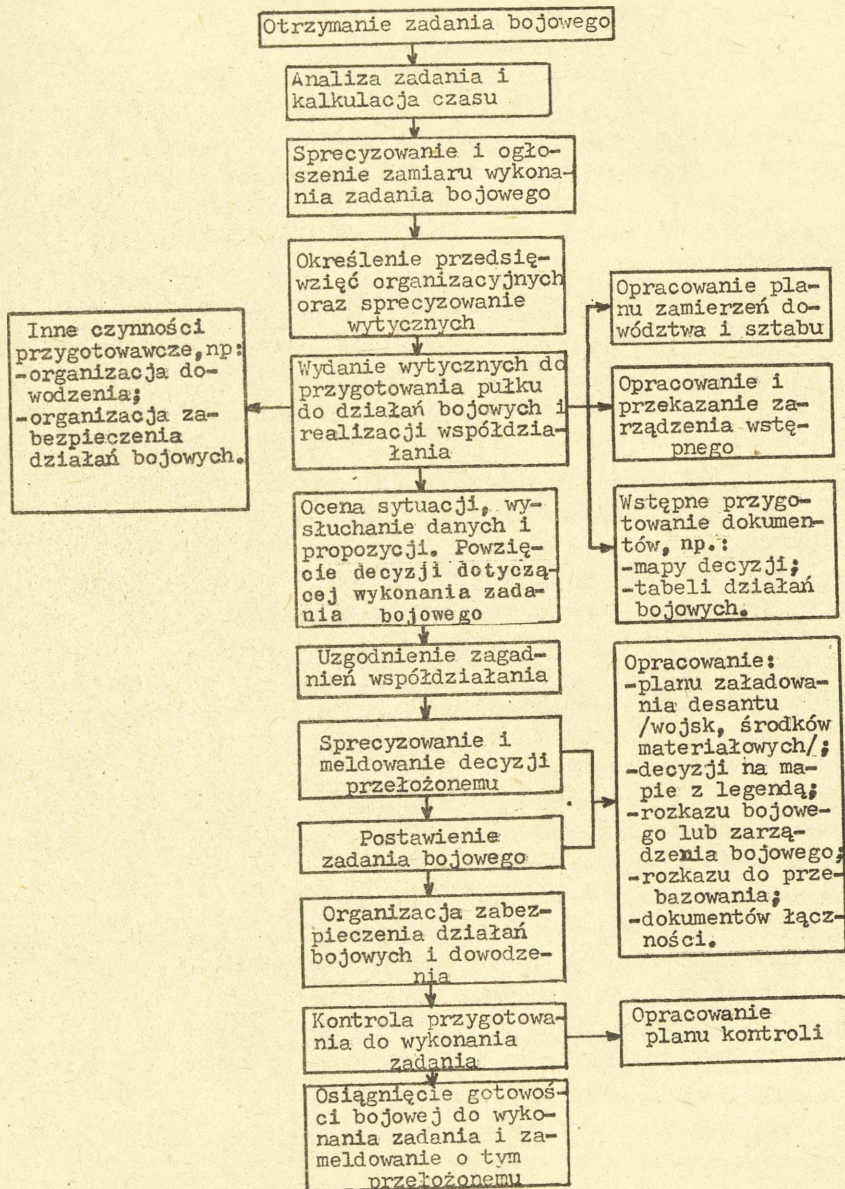 Otrzymanie zadania bojowego
Analiza zadania i
kalkulacja czasu
Sprecyzowanie i ogło-
szenie zamiaru wykona-
nia zadania bojowego
Określenie przedsię-
wzięć organizacyjnych
oraz sprecyzowanie
wytycznych
Opracowanie pla-
nu zamierzeń do-
wództwa i sztabu
Inne czynności
przygotowawcze,np:
-organizacja do-
wodzenia;
-organizacja za-
bezpieczenia
działań bojowych.
Wydanie wytycznych do
przygotowania pułku
do działań bojowych i
realizacji współdzia-
łania
Opracowanie i
przekazanie za-
rządzenia wstę-
pnego
Ocena sytuacji, wy-
słuchanie danych i
propozycji. Powzię-
cie decyzji dotyczą
cej wykonania zada-
nia bojowego
Wstępne przygo-
towanie dokumen-
tów, np.:
-mapy decyzji;
-tabeli działań
bojowych.
Uzgodnienie zagad-
nień współdziałania
Sprecyzowanie i
meldowanie decyzji
przełożonemu
Postawienie
zadania bojowego
Opracowanie:
-planu załadowa-
nia desantu
/wojsk, środków
materiałowych/;
-decyzji na ma-
pie z legendą;
-rozkazu bojowe-
go lub zarzą-
dzenia bojowego;
-rozkazu do prze-
bazowania;
-dokumentów łącz-
ności.
Organizacja zabez-
pieczenia działań
bojowych i dowodze-
nia
Kontrola przygotowa-
nia do wykonania
zadania
Opracowanie
planu kontroli
Osiągnięcie gotowoś-
ci bojowej do wyko-
nania zadania i za-
meldowanie o tym
przełożonemu